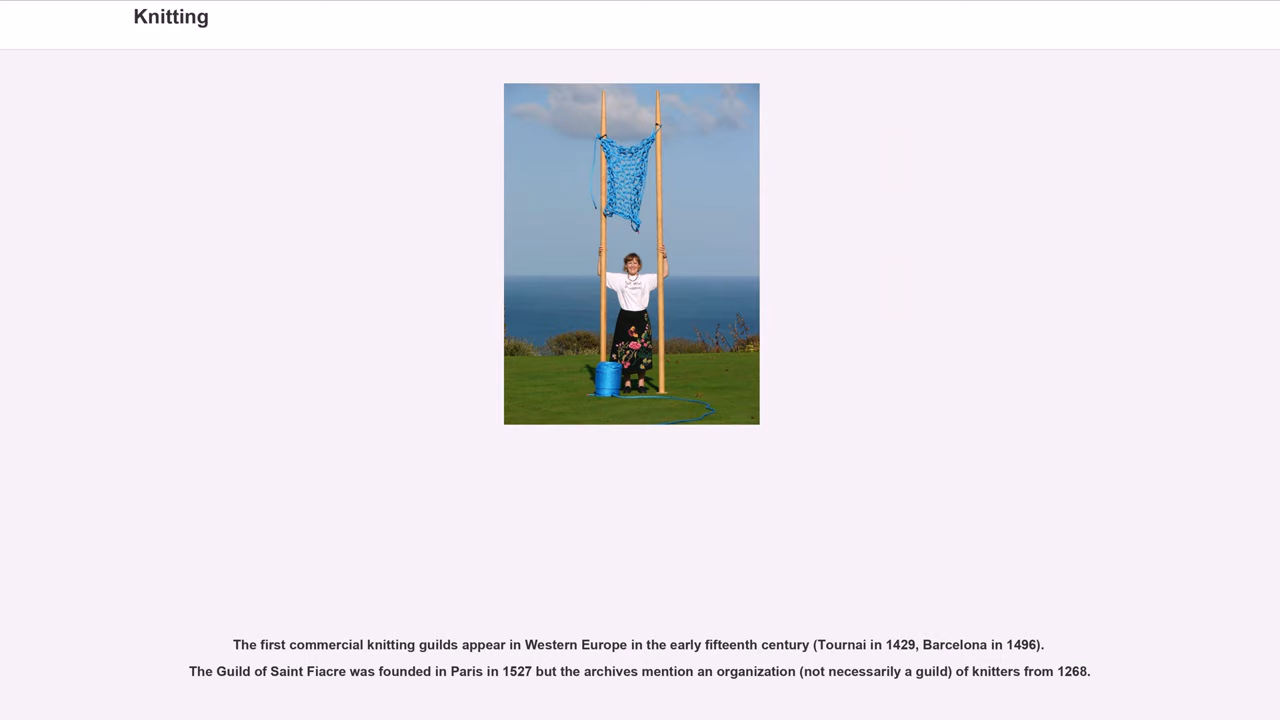 Knitting
The first commercial knitting guilds appear in Western Europe in the early fifteenth century (Tournai in 1429, Barcelona in 1496).
The Guild of Saint Fiacre was founded in Paris in 1527 but the archives mention an organization (not necessarily a guild) of knitters from 1268.